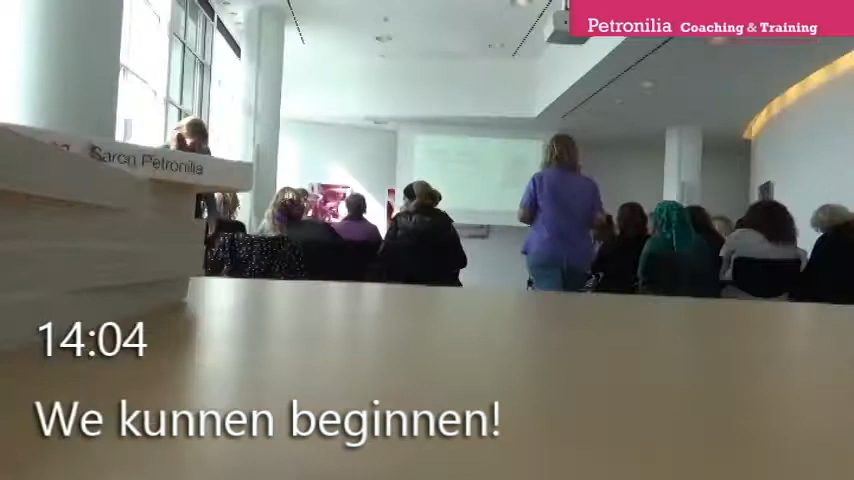 Petronilia Coaching & Training
Saron Petronilia
14:04
We kunnen beginnen!